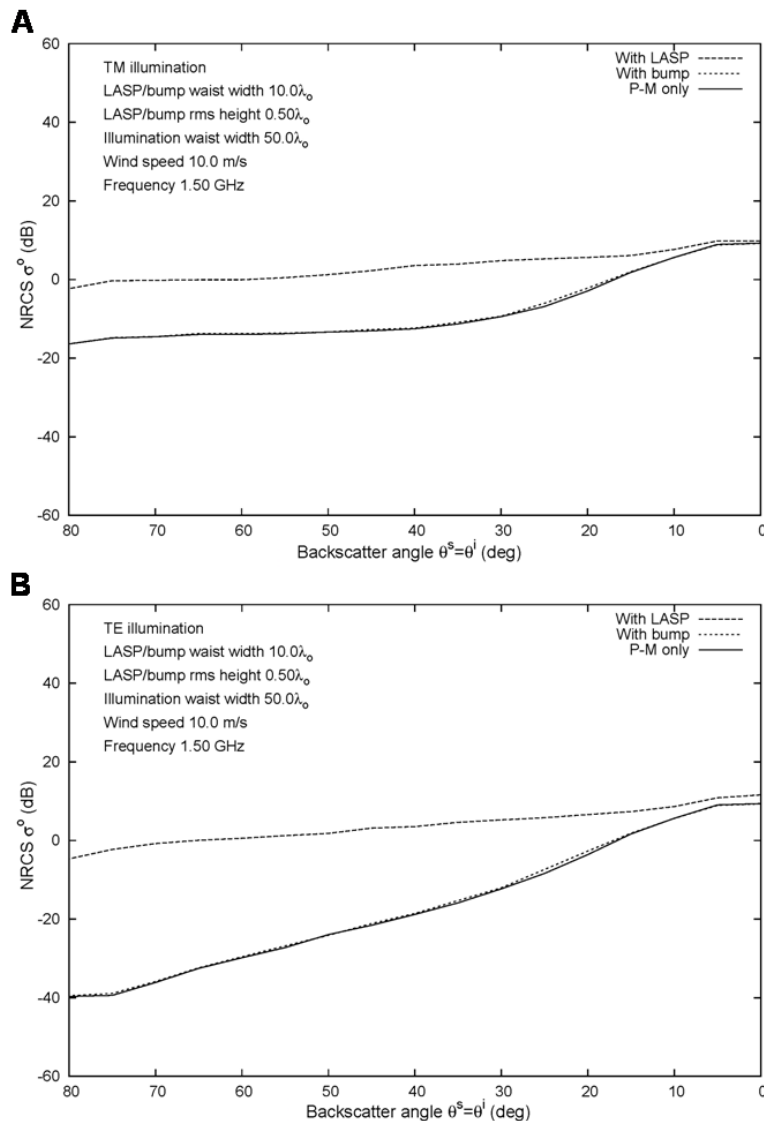 A
TM illumination
LASP/bump waist width 10.0λo
LASP/bump rms height 0.50λo
Illumination waist width 50.0λo
Wind speed 10.0 m/s
Frequency 1.50 GHz
With LASP
With bump
P-M only
60
40
20
0
-20
-40
-60
NRCS σo (dB)
80 70 60 50 40 30 20 10 0
Backscatter angle θs=θi (deg)
B
TE illumination
LASP/bump waist width 10.0λo
LASP/bump rms height 0.50λo
Illumination waist width 50.0λo
Wind speed 10.0 m/s
Frequency 1.50 GHz
With LASP
With bump
P-M only
60
40
20
0
-20
-40
-60
NRCS σo (dB)
80 70 60 50 40 30 20 10 0
Backscatter angle θs=θi (deg)